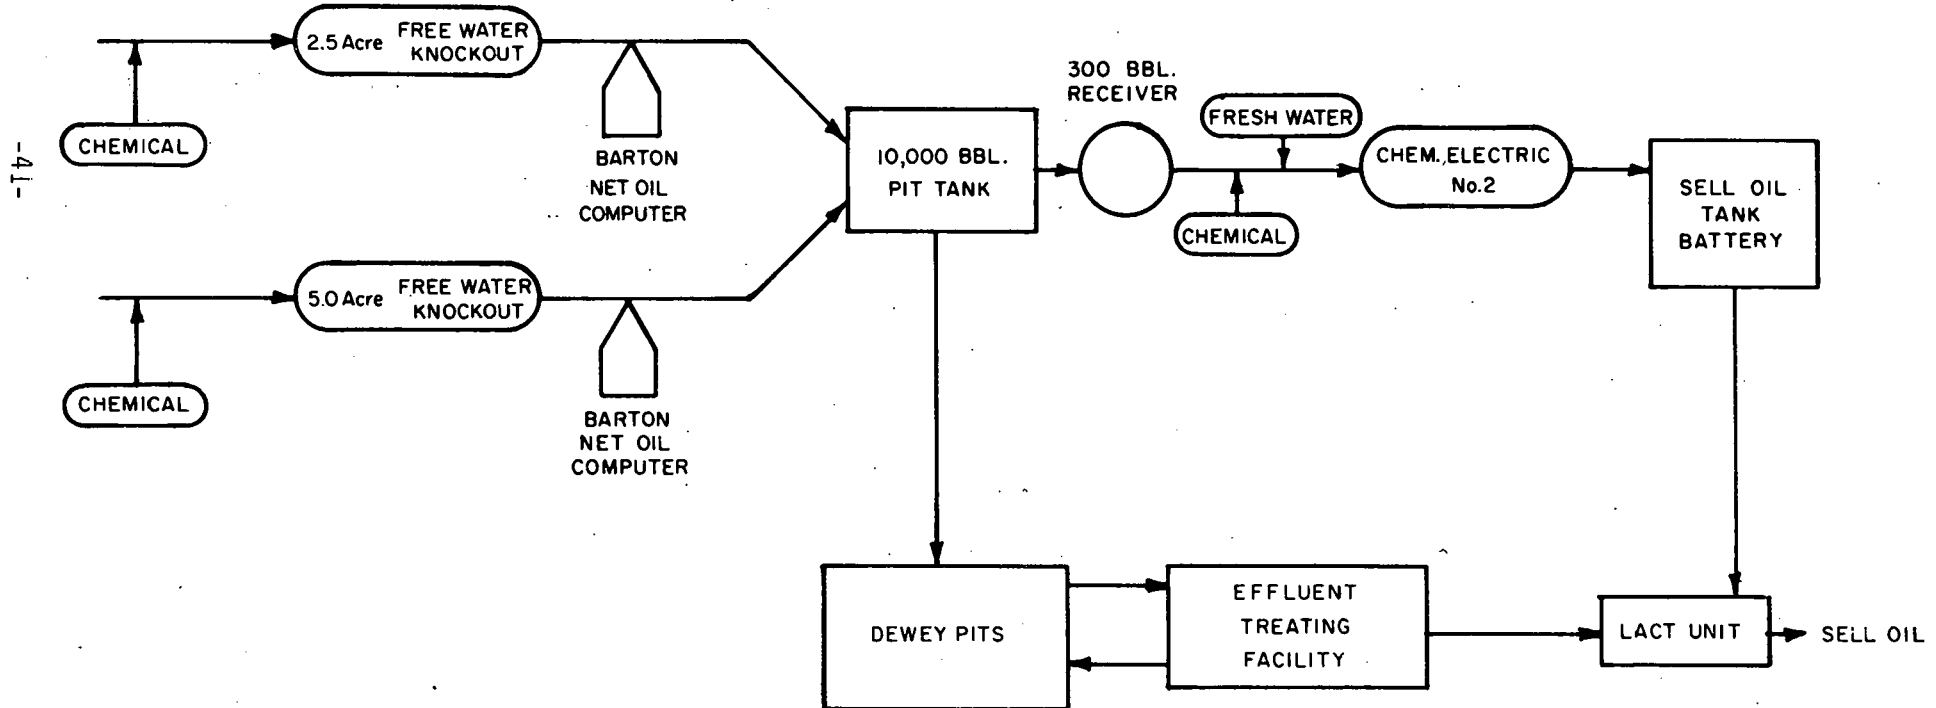 -41-
2.5 Acre FREE WATER
KNOCKOUT
CHEMICAL
BARTON
NET OIL
COMPUTER
5.0 Acre FREE WATER
KNOCKOUT
CHEMICAL
BARTON
NET OIL
COMPUTER
10,000 BBL.
PIT TANK
300 BBL.
RECEIVER
FRESH WATER
CHEMICAL
CHEM., ELECTRIC
No.2
SELL OIL
TANK
BATTERY
DEWEY PITS
EFFLUENT
TREATING
FACILITY
LACT UNIT
SELL OIL